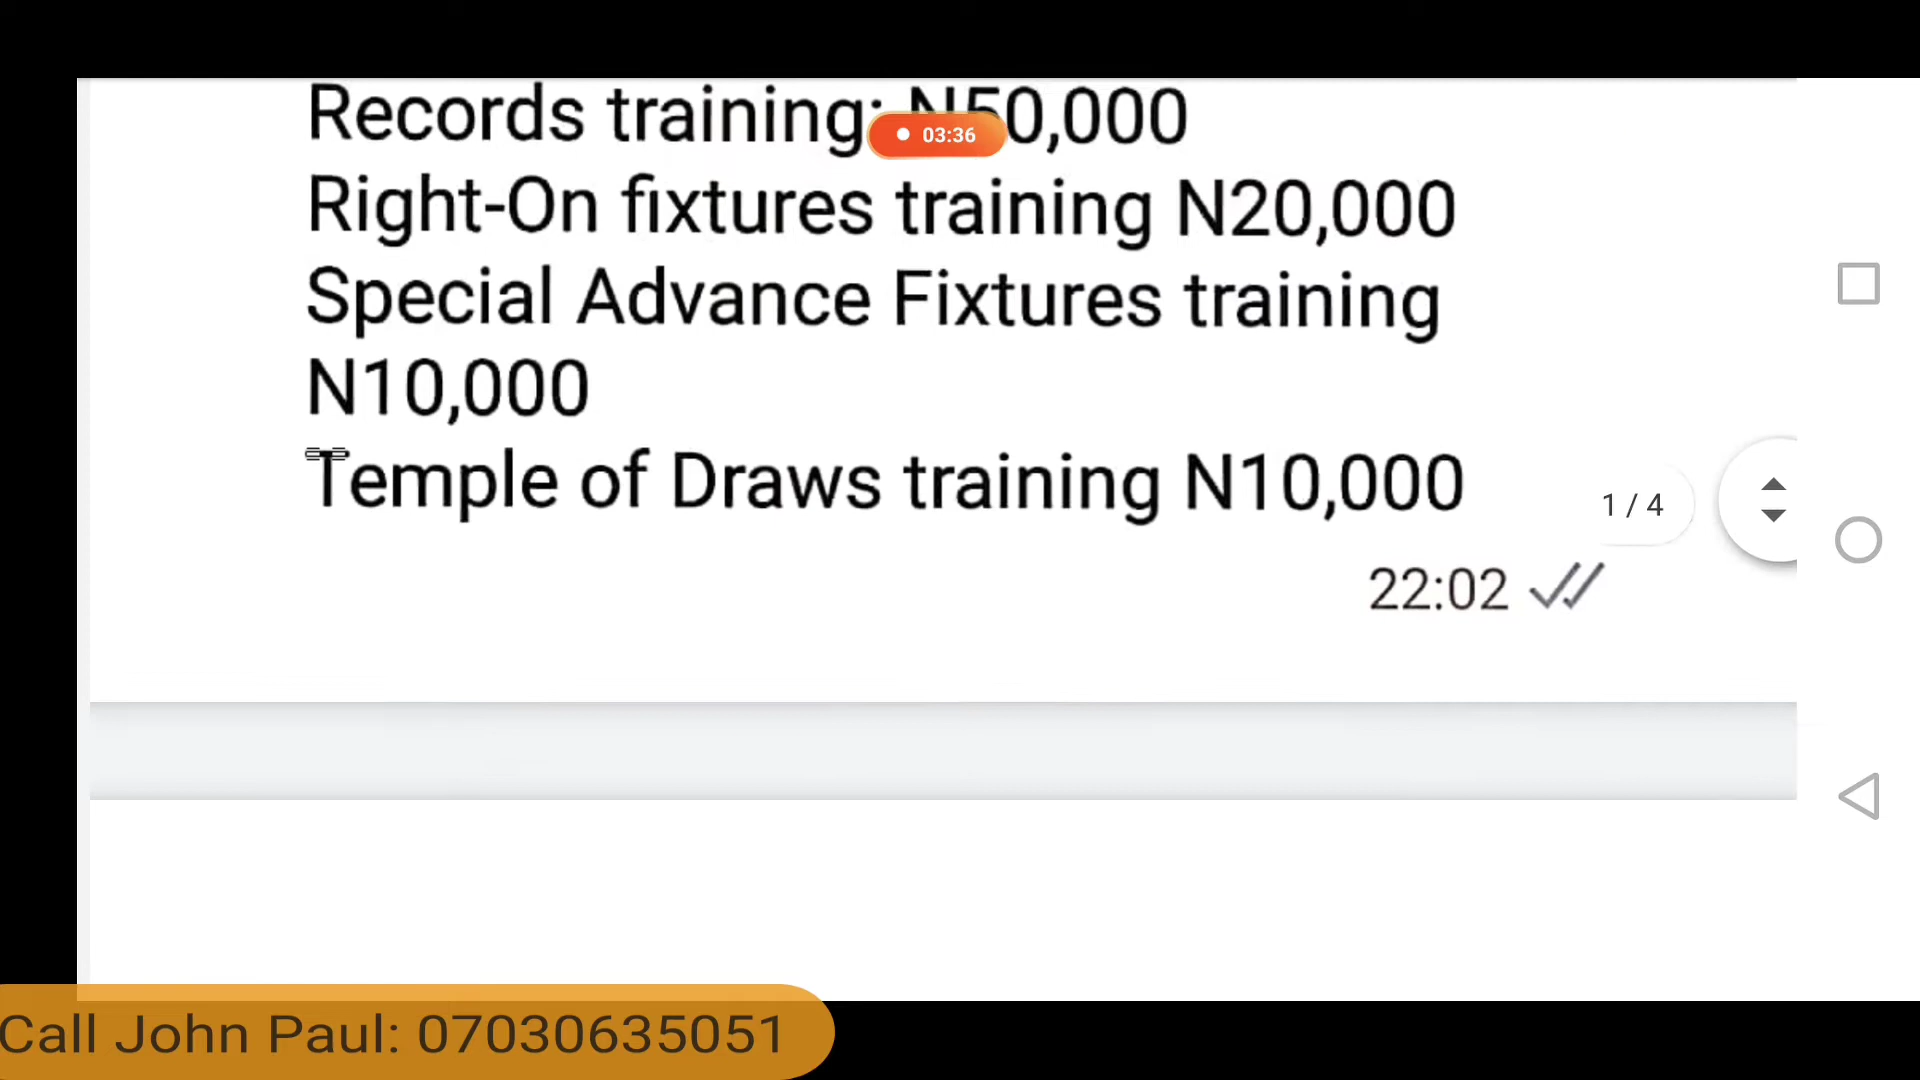 Records training: N50,000
03:36
Right-On fixtures training N20,000
Special Advance Fixtures training
N10,000
Temple of Draws training N10,000
1 / 4
22:02
Call John Paul: 07030635051